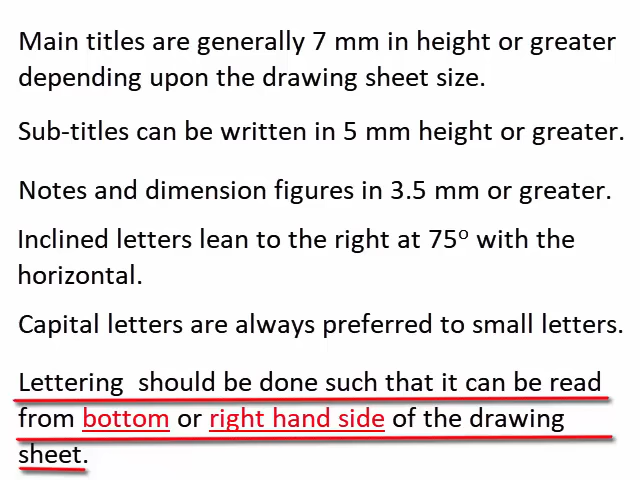 Main titles are generally 7 mm in height or greater
depending upon the drawing sheet size.
Sub-titles can be written in 5 mm height or greater.
Notes and dimension figures in 3.5 mm or greater.
Inclined letters lean to the right at 75° with the
horizontal.
Capital letters are always preferred to small letters.
Lettering  should be done such that it can be read
from bottom or right hand side of the drawing
sheet.